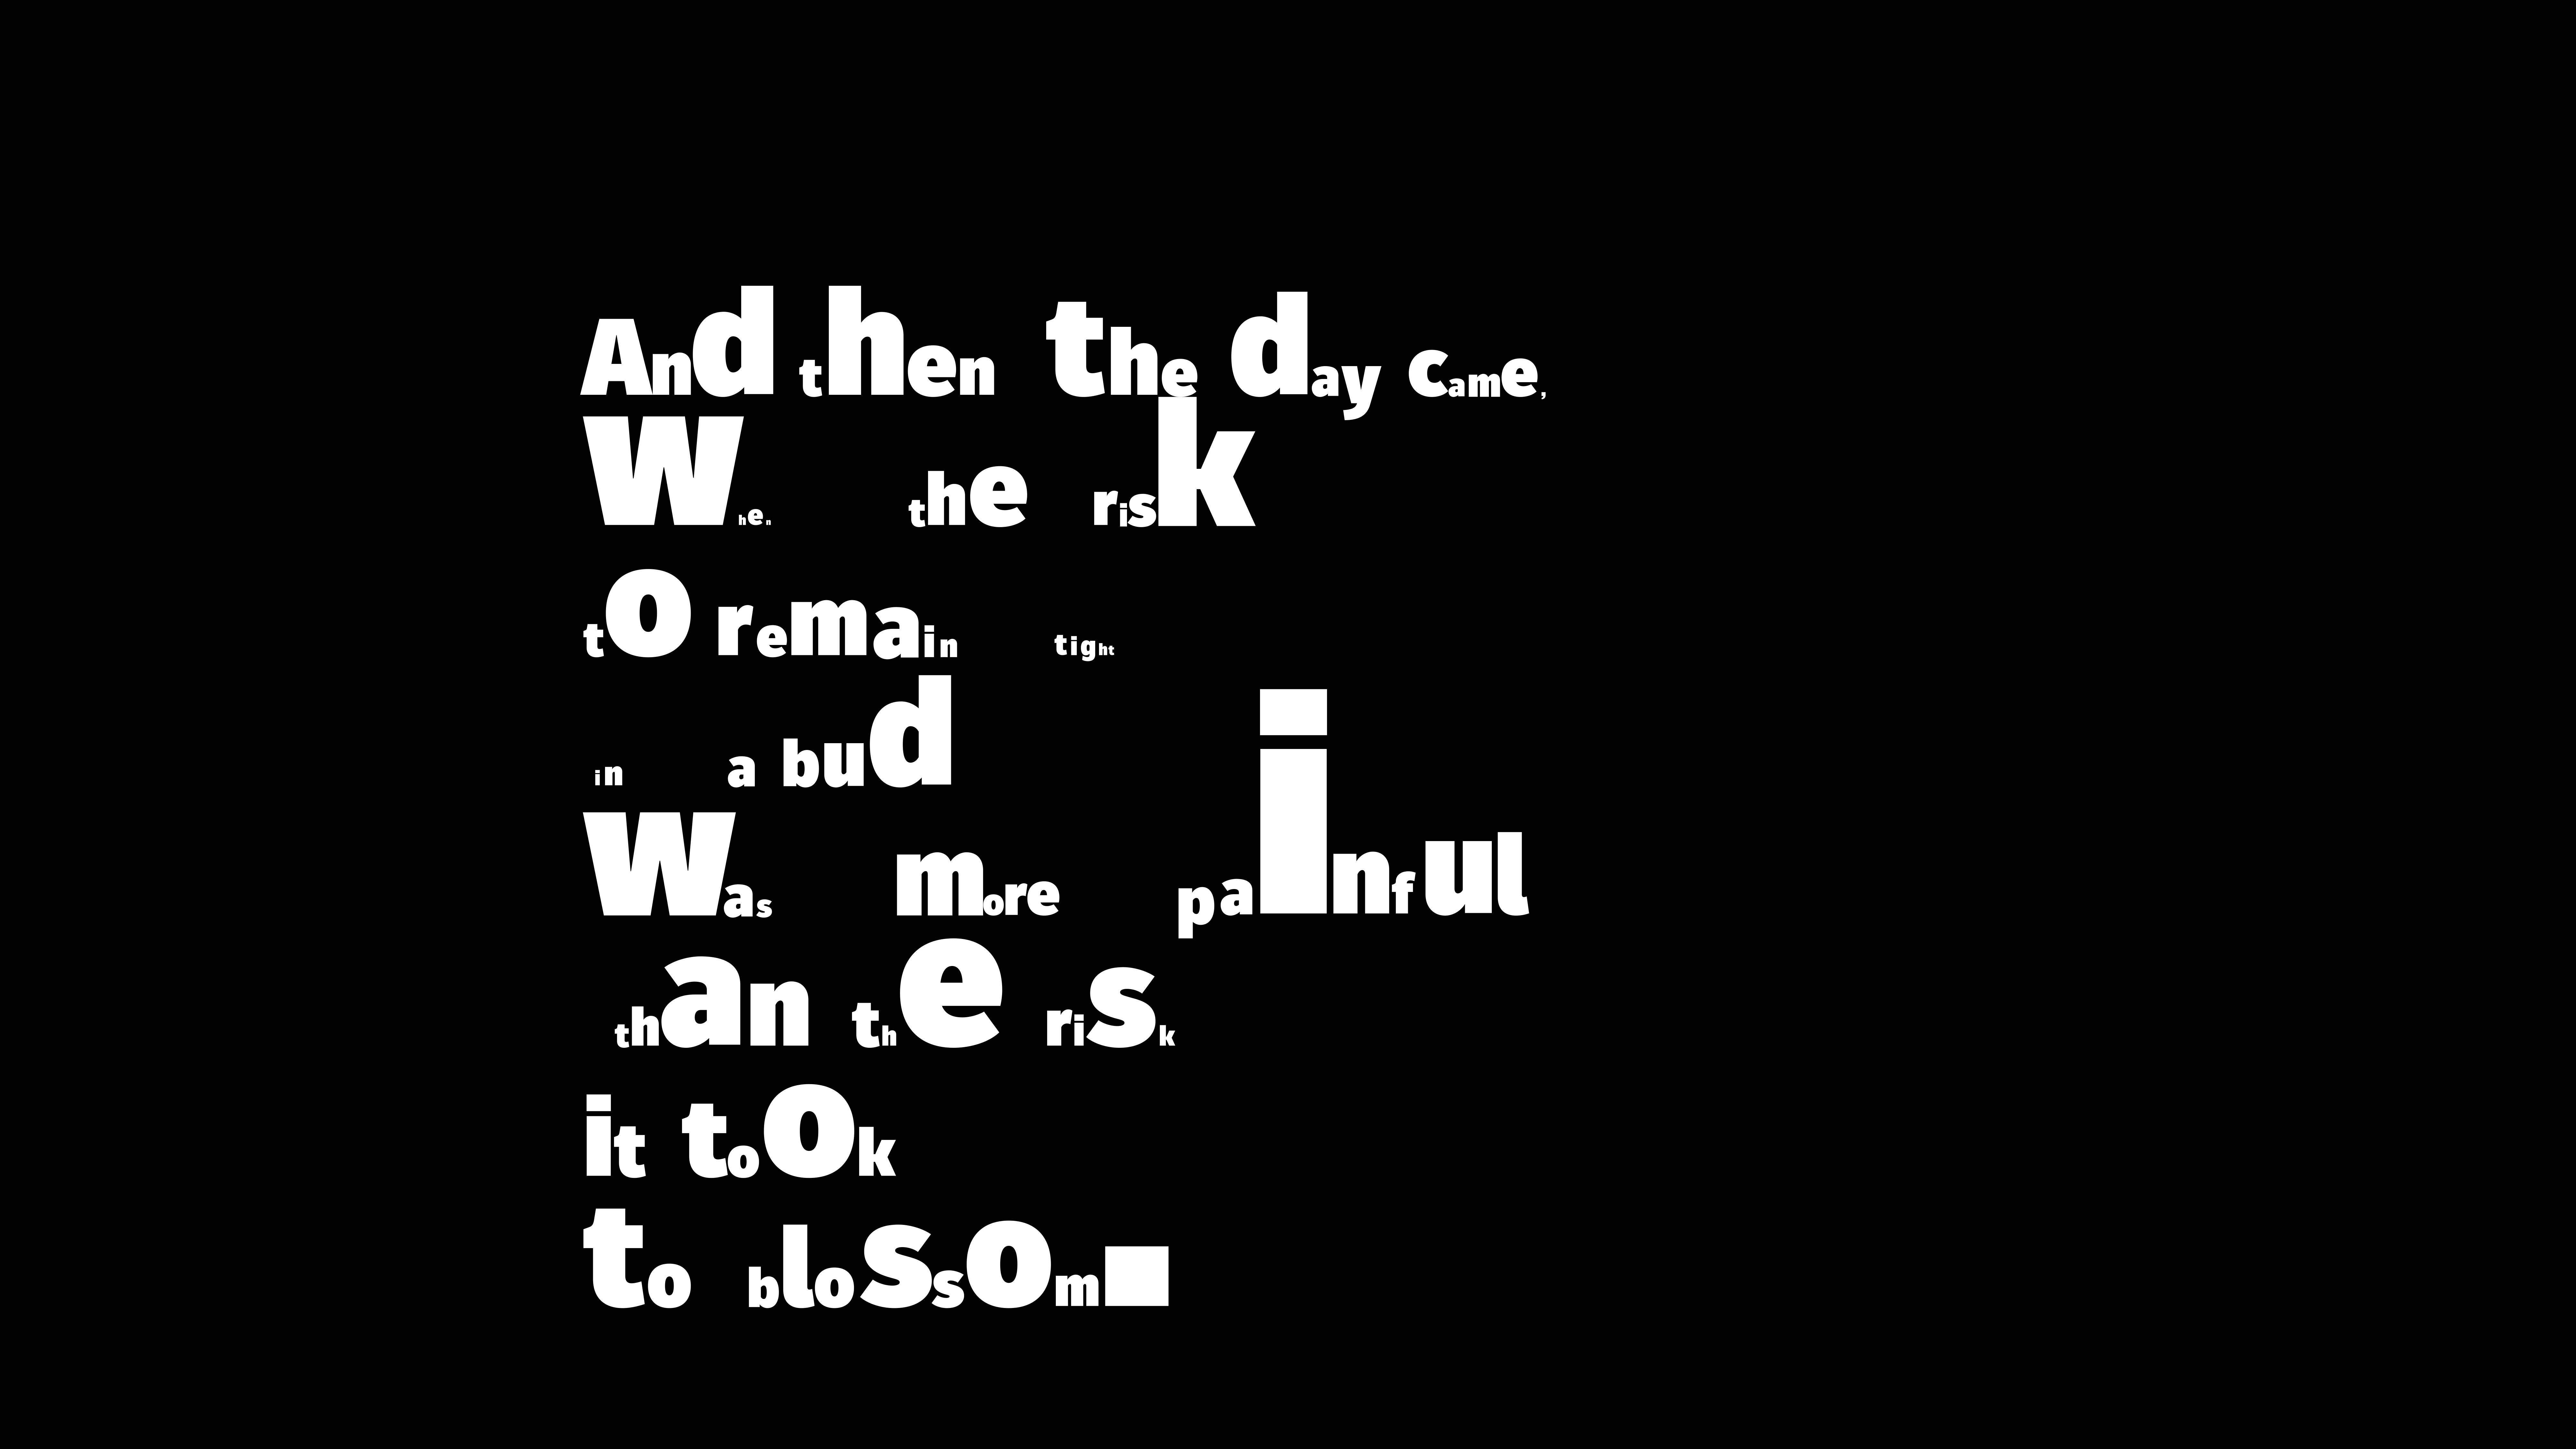 And then the day came,
when the risk
to remain tight
in a bud
was more painful
than the risk
it took
to blossom.